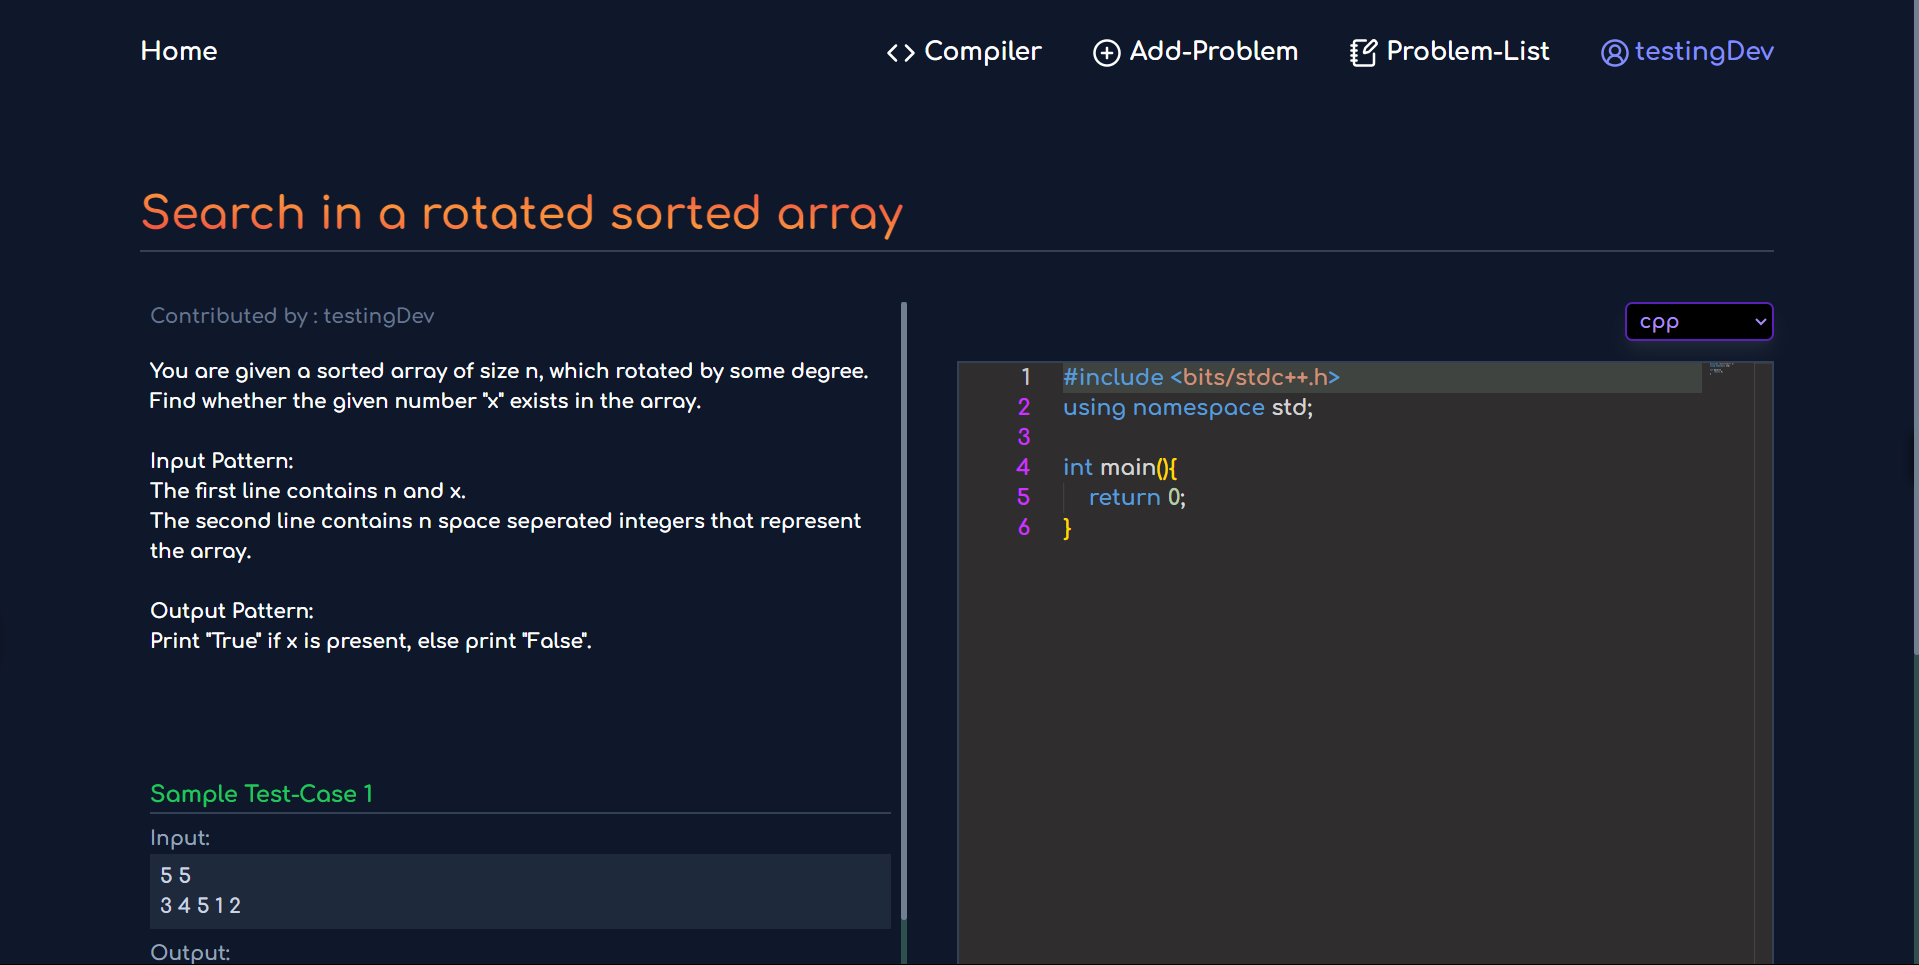 Home
Compiler
Add-Problem
Problem-List
testingDev
Search in a rotated sorted array
Contributed by : testingDev
You are given a sorted array of size n, which rotated by some degree.
Find whether the given number "x" exists in the array.
Input Pattern:
The first line contains n and x.
The second line contains n space seperated integers that represent
the array.
Output Pattern:
Print "True" if x is present, else print "False".
Sample Test-Case 1
Input:
5 5
3 4 5 1 2
Output:
cpp
1 #include <bits/stdc++.h>
2 using namespace std;
3
4 int main(){
5 return 0;
6 }